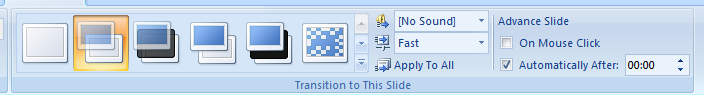 [No Sound]
Advance Slide
Fast
On Mouse Click
Apply To All
Automatically After:
00:00
Transition to This Slide